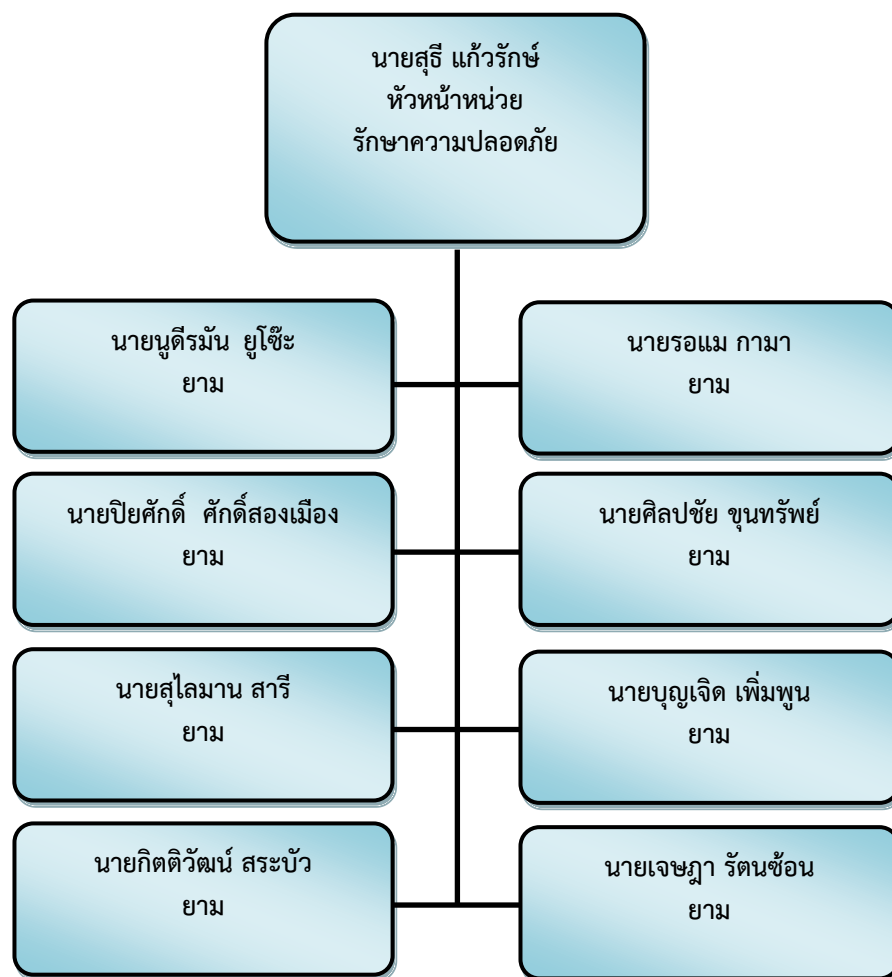 นายสุธี แก้วรักษ์
หัวหน้าหน่วย
รักษาความปลอดภัย
นายนูดีรมัน ยูโซ๊ะ
ยาม
นายรอแม กามา
ยาม
นายปิยศักดิ์ ศักดิ์สองเมือง
ยาม
นายศิลปชัย ขุนทรัพย์
ยาม
นายสุไลมาน สารี
ยาม
นายบุญเจิด เพิ่มพูน
ยาม
นายกิตติวัฒน์ สระบัว
ยาม
นายเจษฎา รัตนซ้อน
ยาม